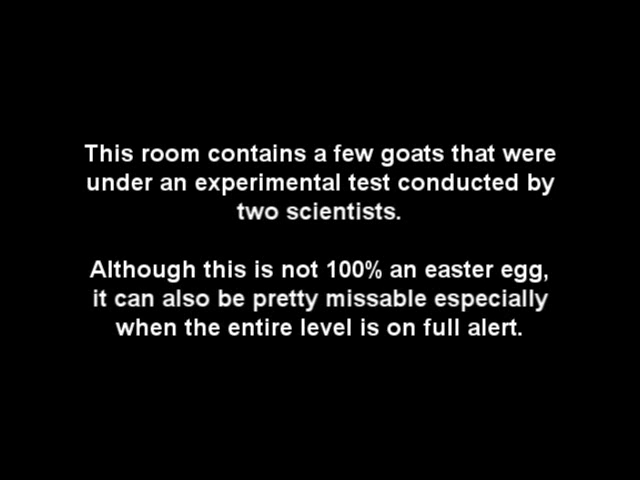 This room contains a few goats that were
under an experimental test conducted by
two scientists.
Although this is not 100% an easter egg,
it can also be pretty missable especially
when the entire level is on full alert.